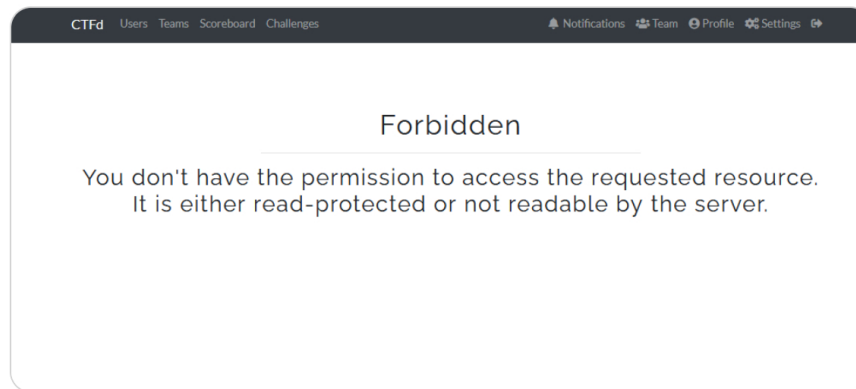 CTFd Users Teams Scoreboard Challenges Notifications Team Profile Settings
Forbidden
You don't have the permission to access the requested resource.
It is either read-protected or not readable by the server.